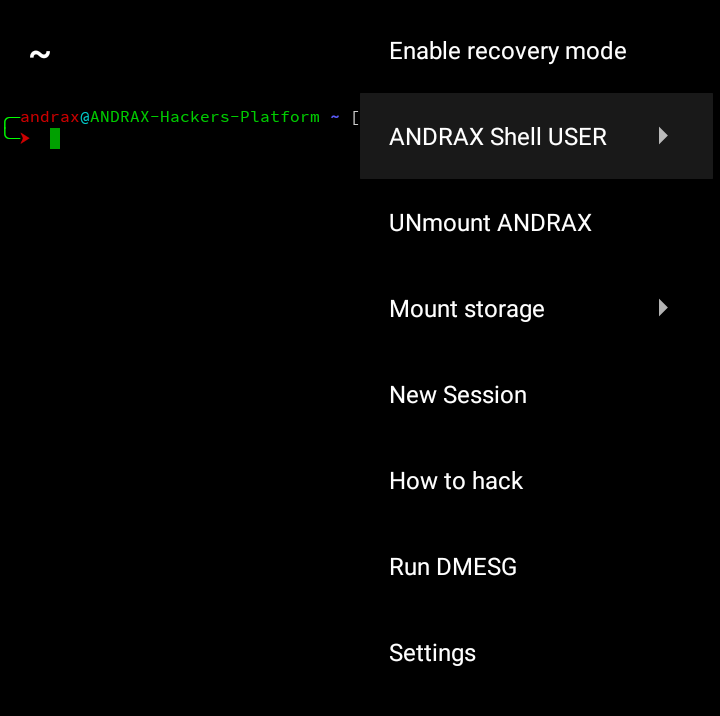 ~
andrax@ANDRAX-Hackers-Platform ~ [
Enable recovery mode
ANDRAX Shell USER
UNmount ANDRAX
Mount storage
New Session
How to hack
Run DMESG
Settings